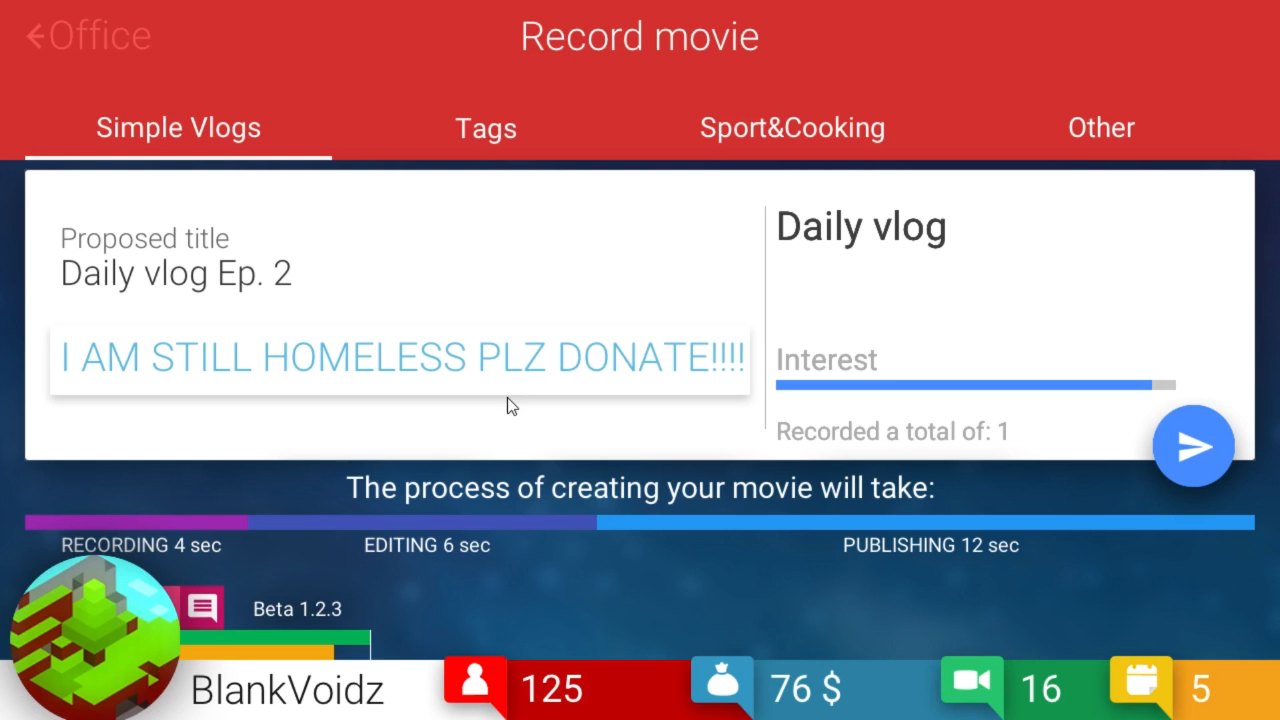 Office
Record movie
Simple Vlogs
Tags
Sport&Cooking
Other
Proposed title
Daily vlog Ep. 2
I AM STILL HOMELESS PLZ DONATE!!!!
Daily vlog
Interest
Recorded a total of: 1
The process of creating your movie will take:
RECORDING 4 sec
EDITING 6 sec
PUBLISHING 12 sec
Beta 1.2.3
BlankVoidz
125
76 $
16
5